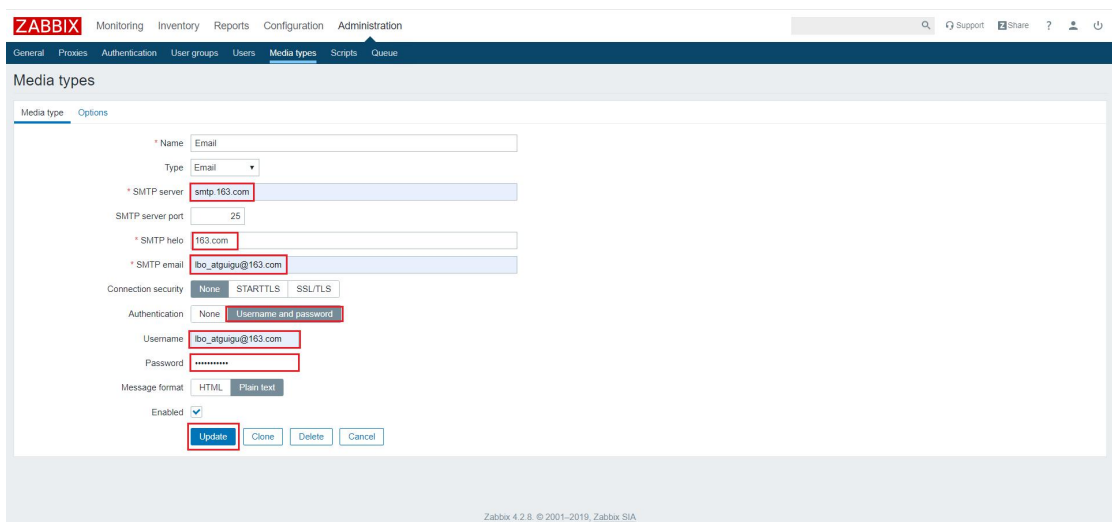 ZABBIX Monitoring Inventory Reports Configuration Administration Support Z Share ?
General Proxies Authentication User groups Users Media types Scripts Queue
Media types
Media type Options
* Name Email
Type Email
* SMTP server smtp.163.com
SMTP server port 25
* SMTP helo 163.com
* SMTP email lbo_atguigu@163.com
Connection security None STARTTLS SSL/TLS
Authentication None Username and password
Username lbo_atguigu@163.com
Password •••••••••••
Message format HTML Plain text
Enabled
Update Clone Delete Cancel
Zabbix 4.2.8. © 2001–2019, Zabbix SIA